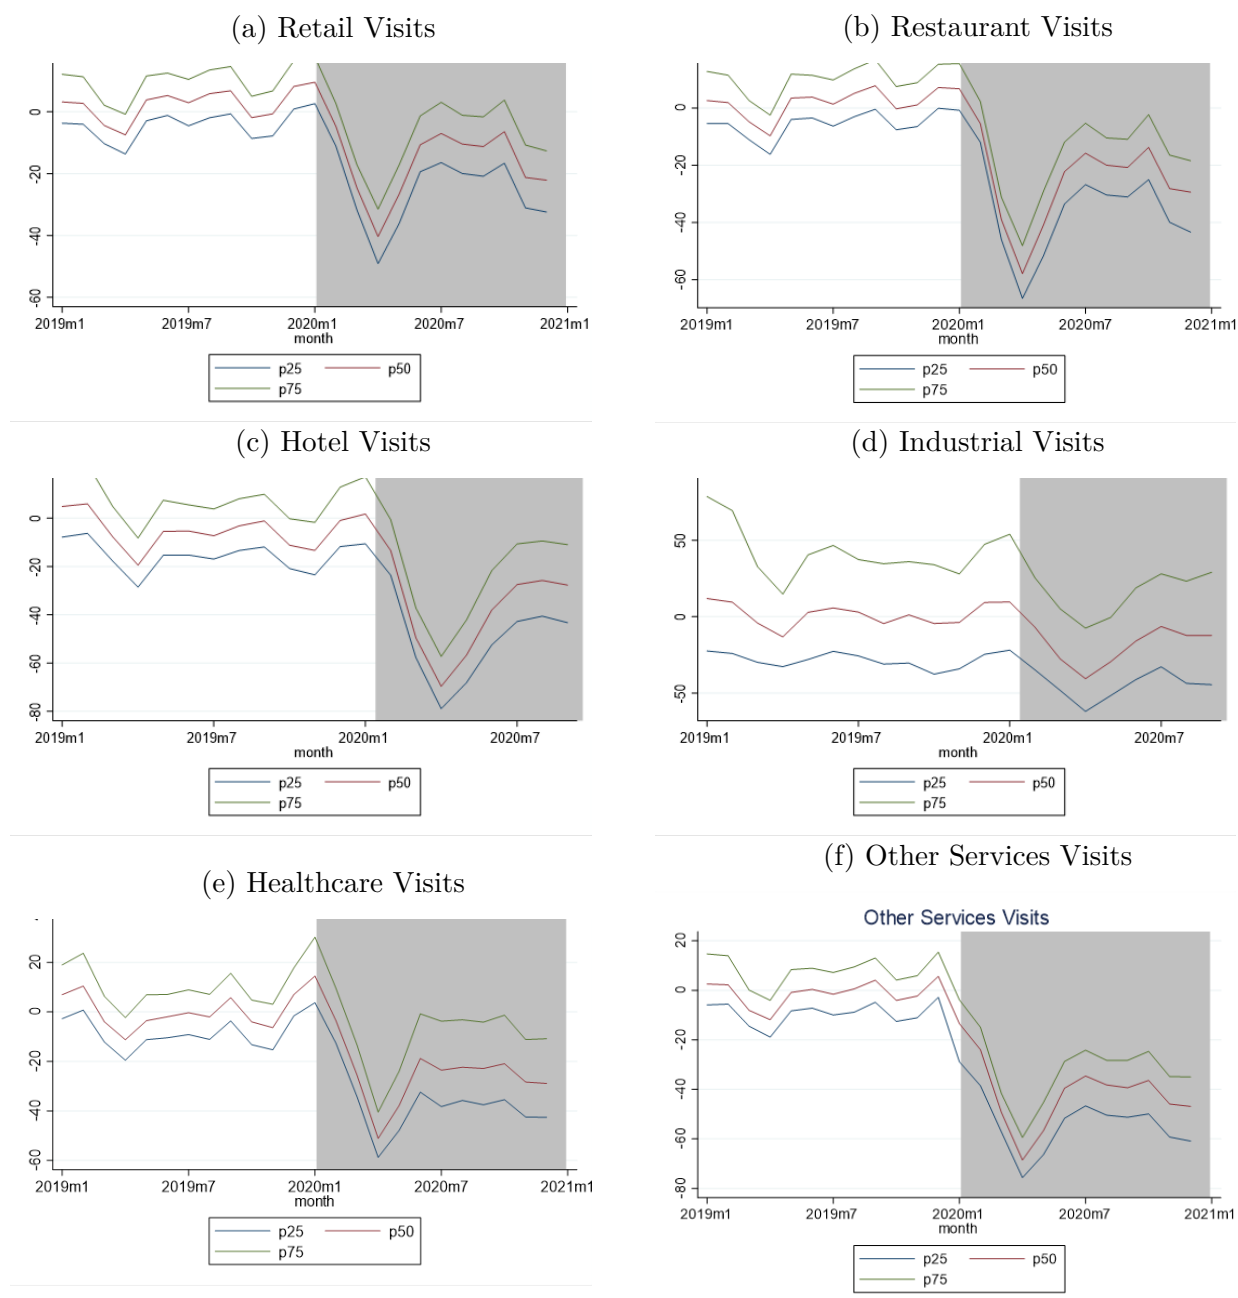 (a) Retail Visits
0
-20
-40
-60
2019m1 2019m7 2020m1 2020m7 2021m1
month
p25 p50
p75
(b) Restaurant Visits
0
-20
-40
-60
2019m1 2019m7 2020m1 2020m7 2021m1
month
p25 p50
p75
(c) Hotel Visits
0
-20
-40
-60
-80
2019m1 2019m7 2020m1 2020m7
month
p25 p50
p75
(d) Industrial Visits
50
0
-50
2019m1 2019m7 2020m1 2020m7
month
p25 p50
p75
(e) Healthcare Visits
20
0
-20
-40
-60
2019m1 2019m7 2020m1 2020m7 2021m1
month
p25 p50
p75
(f) Other Services Visits
Other Services Visits
20
0
-20
-40
-60
-80
2019m1 2019m7 2020m1 2020m7 2021m1
month
p25 p50
p75